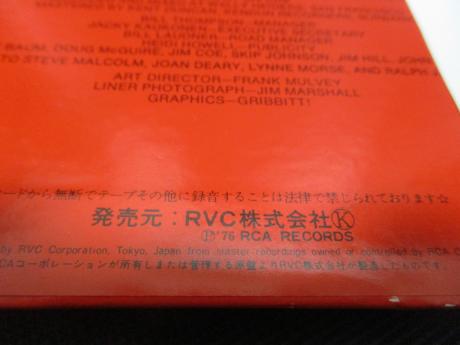 MASTERED BY
BILL THOMPSON—MANAGER
JACKY KAUKONEN—EXECUTIVE SECRETARY
BILL LAUDNER—ROAD MANAGER
HEIDI HOWELL—PUBLICITY
BAUM, DOUG McGUIRE, JIM COE, SKIP JOHNSON, JIM HILL, JOHN
TO STEVE MALCOLM, JOAN DEARY, LYNNE MORSE, AND RALPH
ART DIRECTOR—FRANK MULVEY
LINER PHOTOGRAPH—JIM MARSHALL
GRAPHICS—GRIBBITT!
ードから無断でテープその他に録音することは法律で禁じられております☆
発売元：RVC株式会社Ⓚ
Ⓟ'76 RCA RECORDS
by RVC Corporation, Tokyo, Japan from master recordings owned or controlled by RCA
CAコーポレーションが所有しまたは管理する原盤よりRVC株式会社が製造したものです。